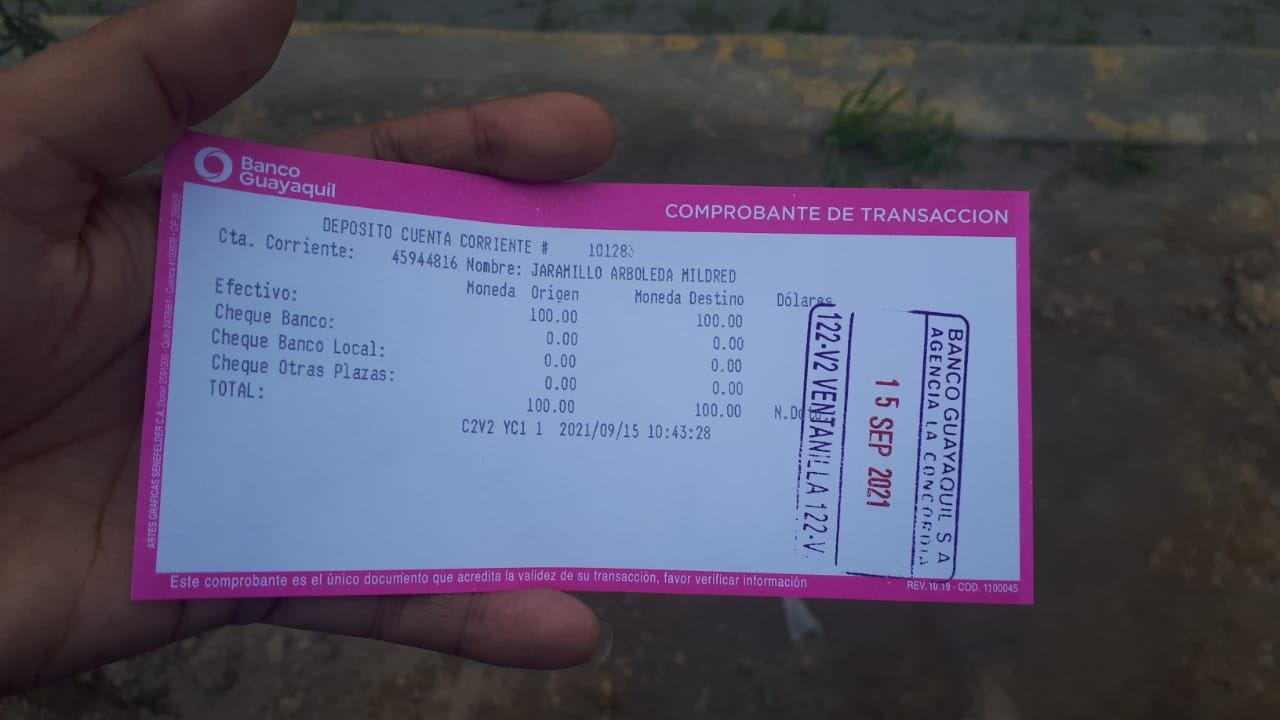 Banco
Guayaquil
COMPROBANTE DE TRANSACCION
DEPOSITO CUENTA CORRIENTE # 101283
Cta. Corriente: 45944816 Nombre: JARAMILLO ARBOLEDA MILDRED
Moneda Origen Moneda Destino Dólares
Efectivo: 100.00 100.00
Cheque Banco: 0.00 0.00
Cheque Banco Local: 0.00 0.00
Cheque Otras Plazas: 0.00 0.00
TOTAL: 100.00 100.00
C2V2 YC1 1 2021/09/15 10:43:28
122-V2 VENTANILLA 122-V
15 SEP 2021
BANCO GUAYAQUIL S A
AGENCIA LA CONCORDIA
Este comprobante es el único documento que acredita la validez de su transacción, favor verificar información
REV. 10.19 - COD. 1100045
ARTES GRAFICAS SENEFELDER C.A.